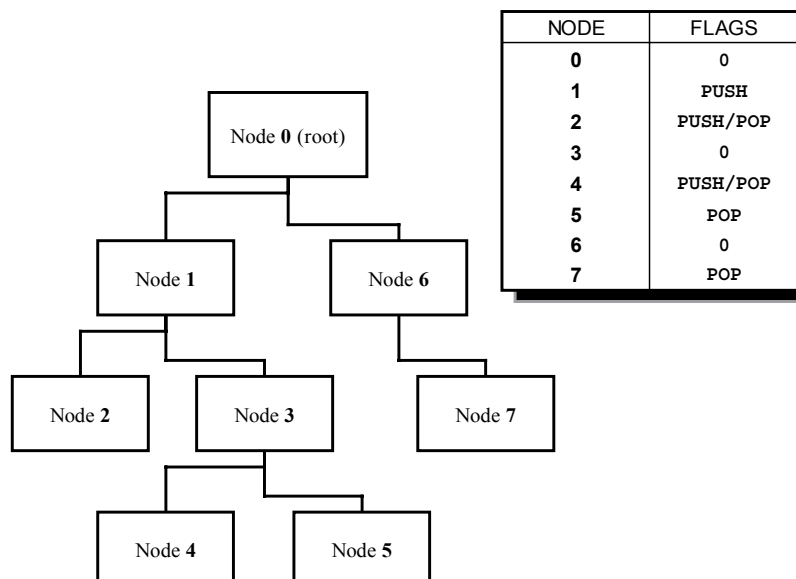 NODE FLAGS
0 0
1 PUSH
2 PUSH/POP
3 0
4 PUSH/POP
5 POP
6 0
7 POP
Node 0 (root)
Node 1
Node 6
Node 2
Node 3
Node 7
Node 4
Node 5